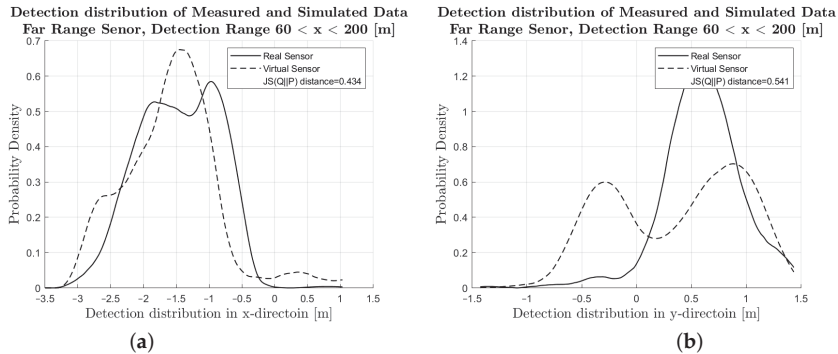 Detection distribution of Measured and Simulated Data
Far Range Senor, Detection Range 60 < x < 200 [m]
0.7
0.6
0.5
0.4
0.3
0.2
0.1
0
Probability Density
Real Sensor
Virtual Sensor
JS(Q||P) distance=0.434
-3.5 -3 -2.5 -2 -1.5 -1 -0.5 0 0.5 1 1.5
Detection distribution in x-directoin [m]
(a)
Detection distribution of Measured and Simulated Data
Far Range Senor, Detection Range 60 < x < 200 [m]
1.4
1.2
1
0.8
0.6
0.4
0.2
0
Probability Density
Real Sensor
Virtual Sensor
JS(Q||P) distance=0.541
-1.5 -1 -0.5 0 0.5 1 1.5
Detection distribution in y-directoin [m]
(b)